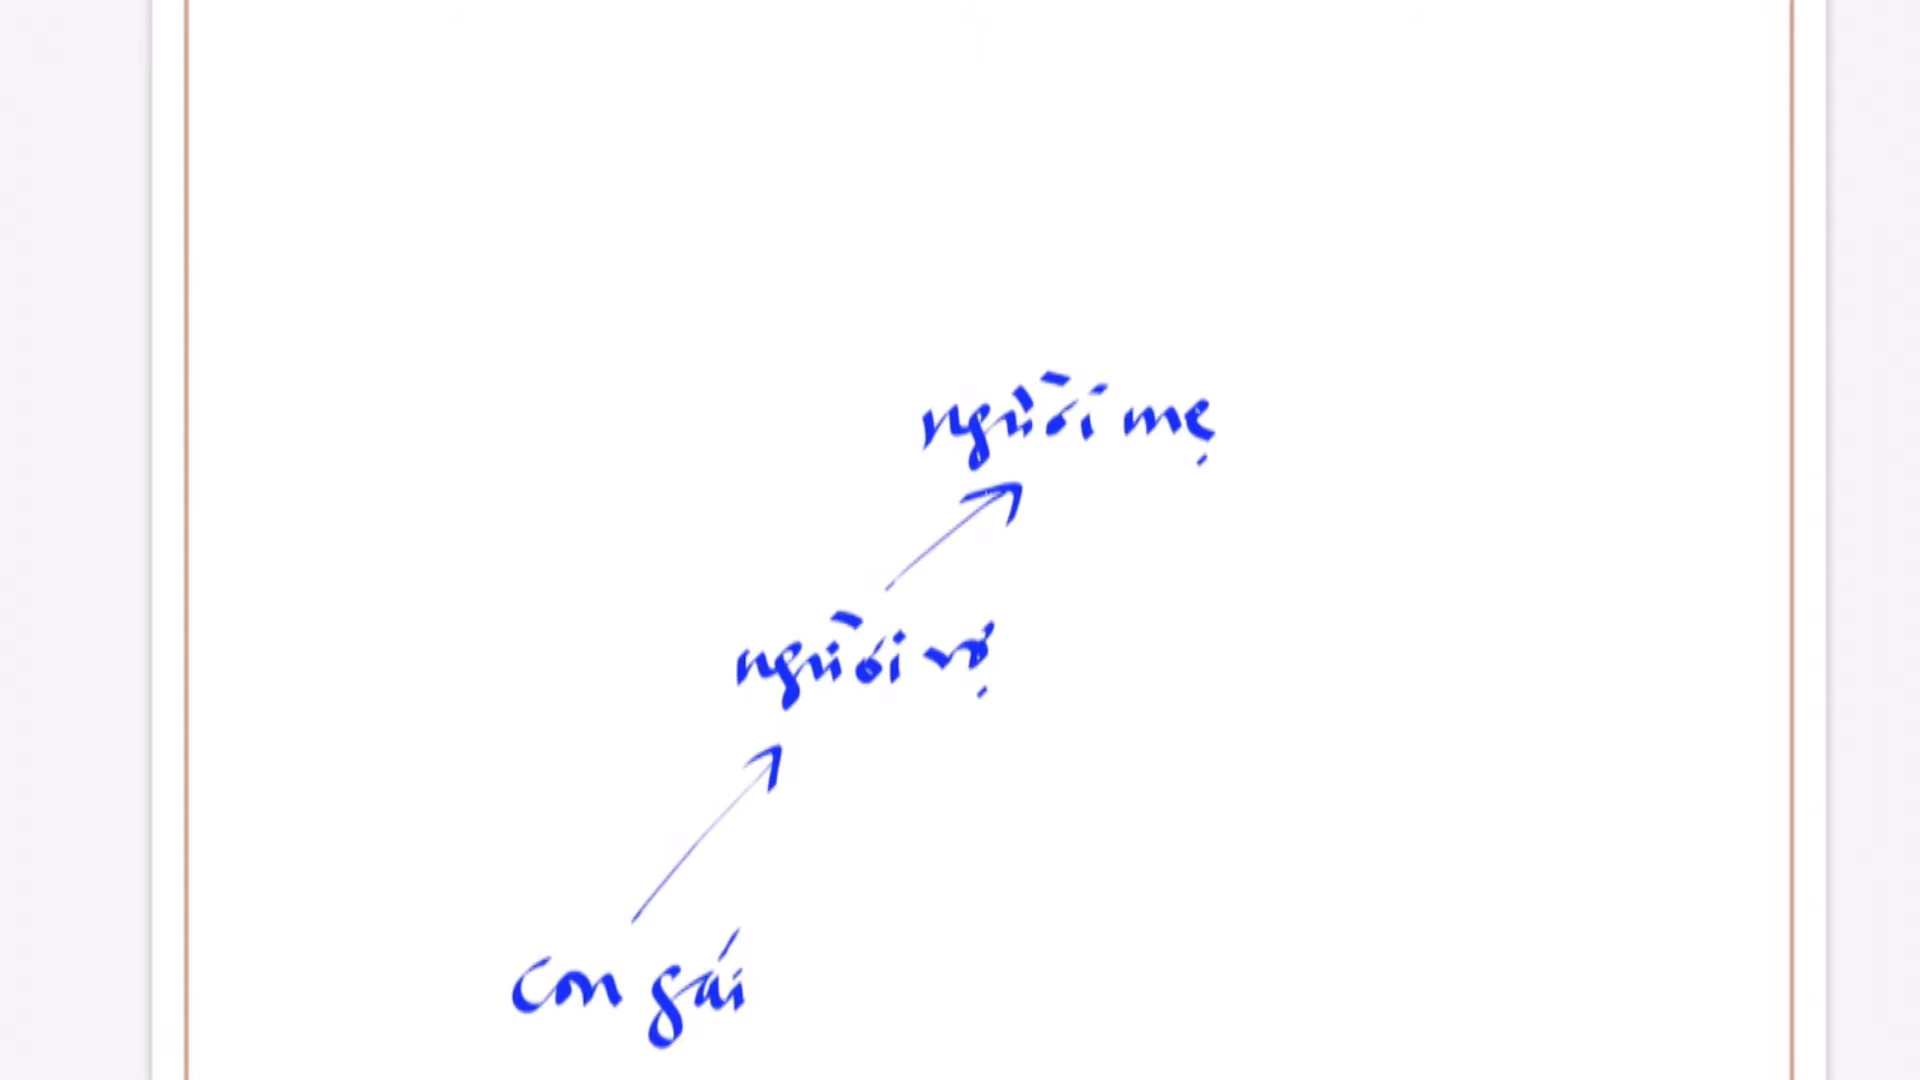 người mẹ
người vợ
con gái